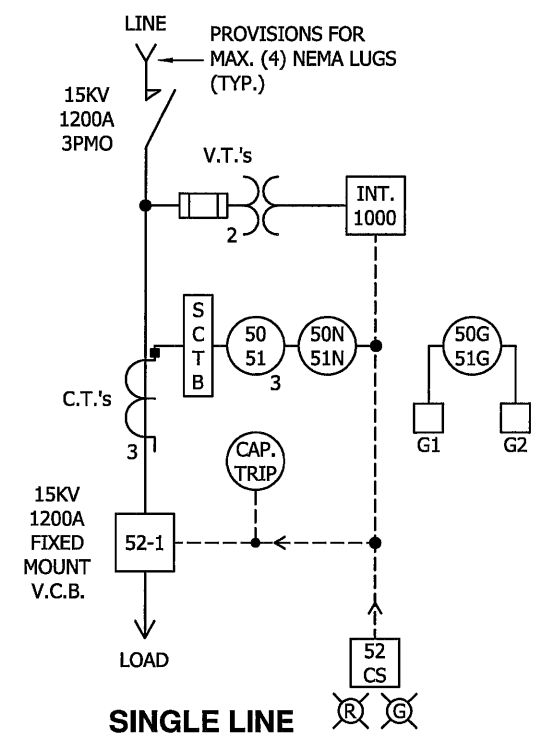 LINE
PROVISIONS FOR
MAX. (4) NEMA LUGS
(TYP.)
15KV
1200A
3PMO
V.T.'s
2
INT.
1000
S
C
T
B
50
51
3
50N
51N
50G
51G
G1
G2
C.T.'s
3
CAP.
TRIP
15KV
1200A
FIXED
MOUNT
V.C.B.
52-1
LOAD
52
CS
R
G
SINGLE LINE